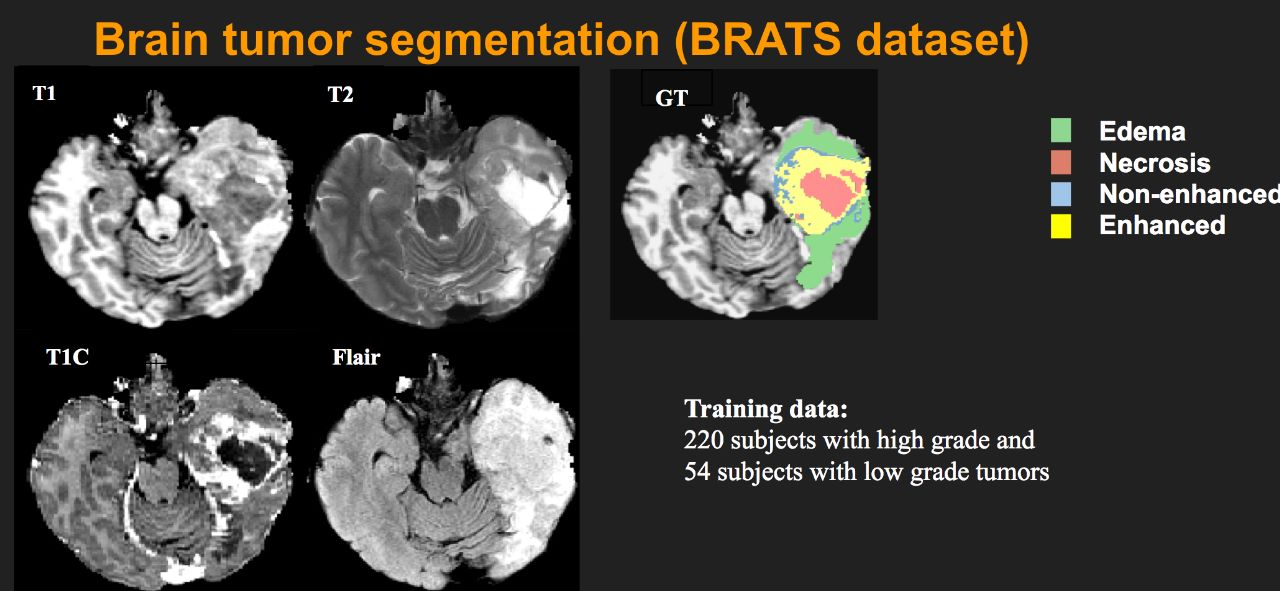 Brain tumor segmentation (BRATS dataset)
T1
T2
GT
Edema
Necrosis
Non-enhanced
Enhanced
T1C
Flair
Training data:
220 subjects with high grade and
54 subjects with low grade tumors